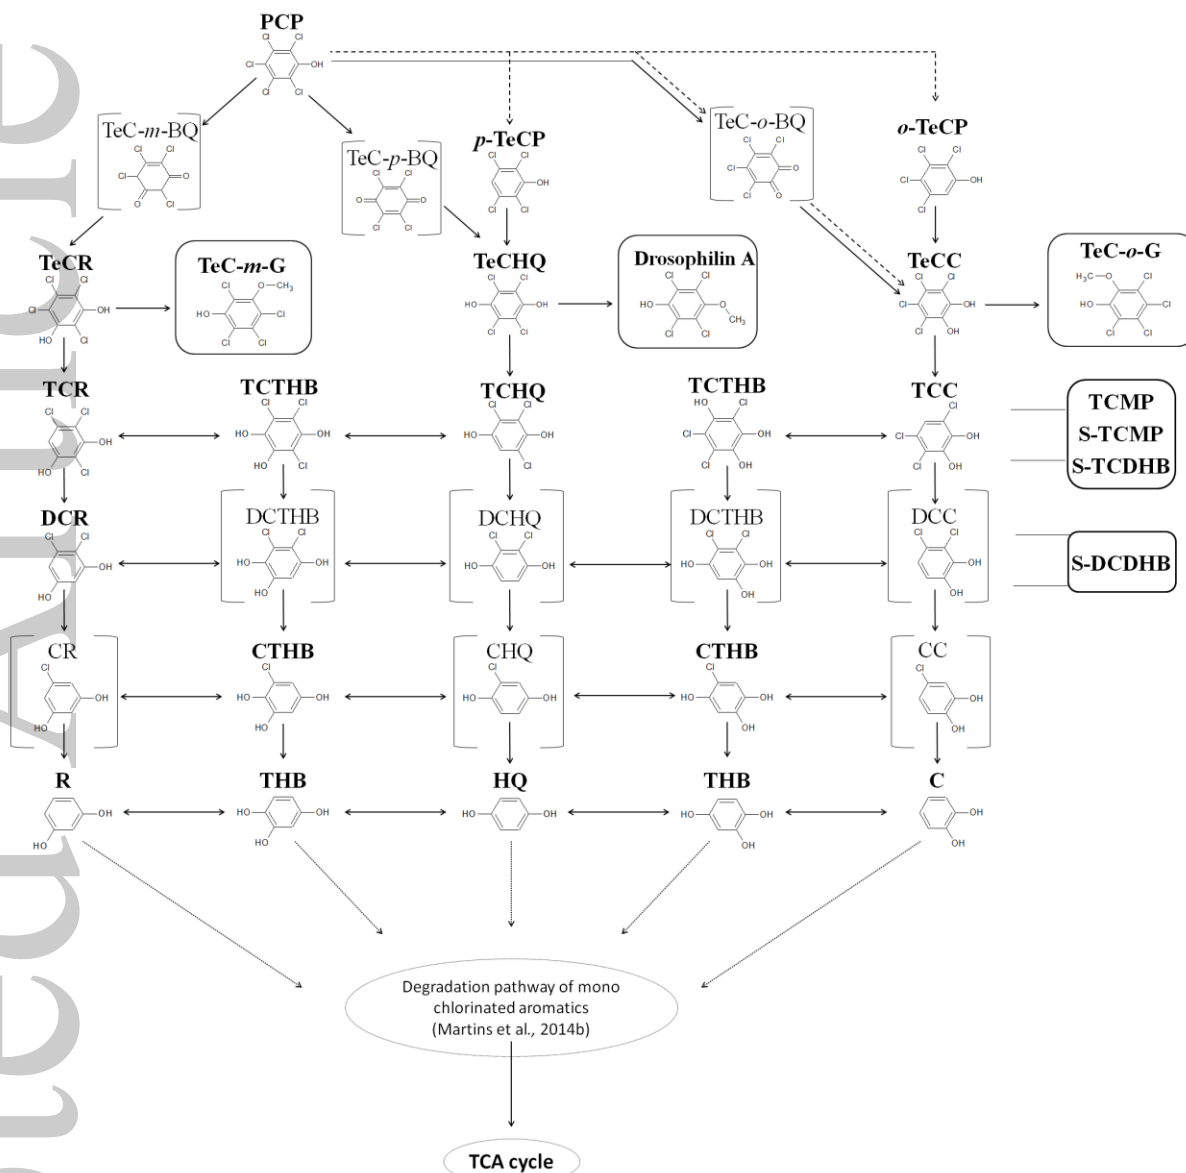 PCP
TeC-m-BQ
TeC-p-BQ
p-TeCP
TeC-o-BQ
o-TeCP
TeCR
TeC-m-G
TeCHQ
Drosophilin A
TeCC
TeC-o-G
TCR
TCTHB
TCHQ
TCTHB
TCC
TCMP
S-TCMP
S-TCDHB
DCR
DCTHB
DCHQ
DCTHB
DCC
S-DCDHB
CR
CTHB
CHQ
CTHB
CC
R
THB
HQ
THB
C
Degradation pathway of mono
chlorinated aromatics
(Martins et al., 2014b)
TCA cycle